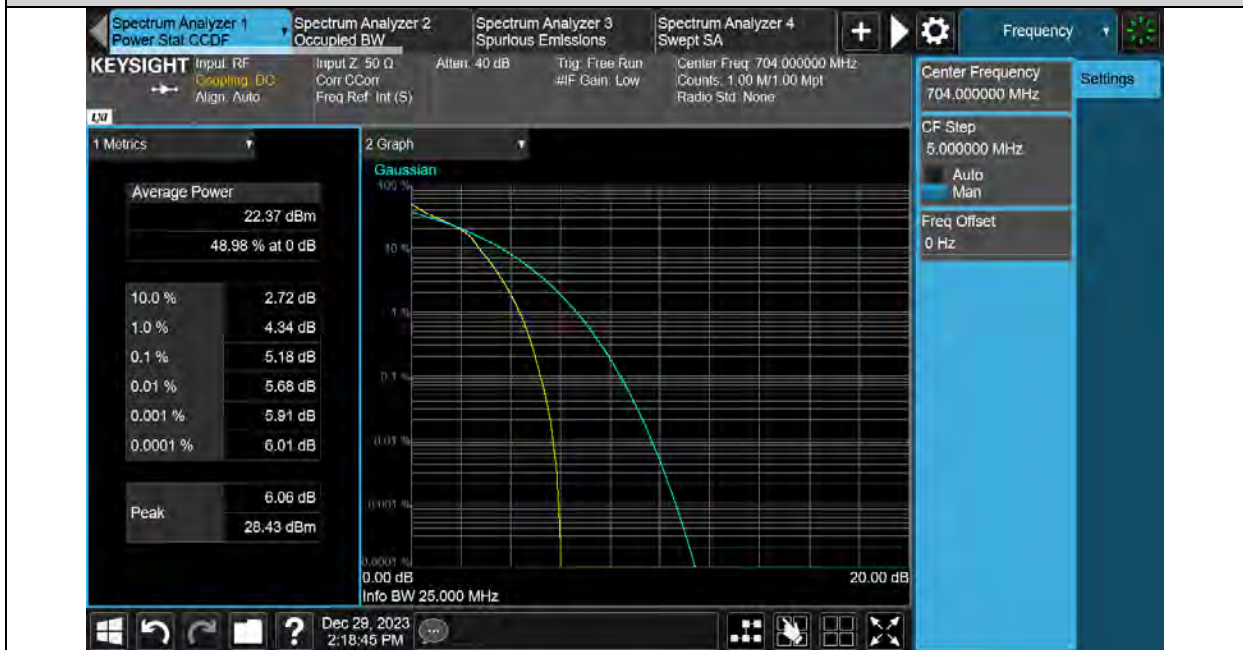 Spectrum Analyzer 1
Power Stat CCDF
Spectrum Analyzer 2
Occupied BW
Spectrum Analyzer 3
Spurious Emissions
Spectrum Analyzer 4
Swept SA
Frequency
KEYSIGHT
Input: RF
Coupling: DC
Align: Auto
Input Z: 50 Ω
Corr CCorr
Freq Ref: Int (S)
Atten: 40 dB
Trig: Free Run
#IF Gain: Low
Center Freq: 704.000000 MHz
Counts: 1.00 M/1.00 Mpt
Radio Std: None
LXI
Center Frequency
704.000000 MHz
Settings
CF Step
5.000000 MHz
Auto
Man
Freq Offset
0 Hz
1 Metrics
Average Power
22.37 dBm
48.98 % at 0 dB
10.0 % 2.72 dB
1.0 % 4.34 dB
0.1 % 5.18 dB
0.01 % 5.68 dB
0.001 % 5.91 dB
0.0001 % 6.01 dB
Peak
6.06 dB
28.43 dBm
2 Graph
Gaussian
100 %
10 %
1 %
0.1 %
0.01 %
0.001 %
0.0001 %
0.00 dB
20.00 dB
Info BW 25.000 MHz
Dec 29, 2023
2:18:45 PM